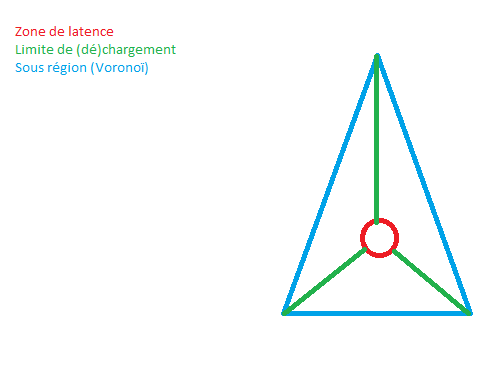 Zone de latence
Limite de (dé)chargement
Sous région (Voronoï)